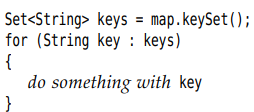 Set<String> keys = map.keySet();
for (String key : keys)
{
do something with key
}